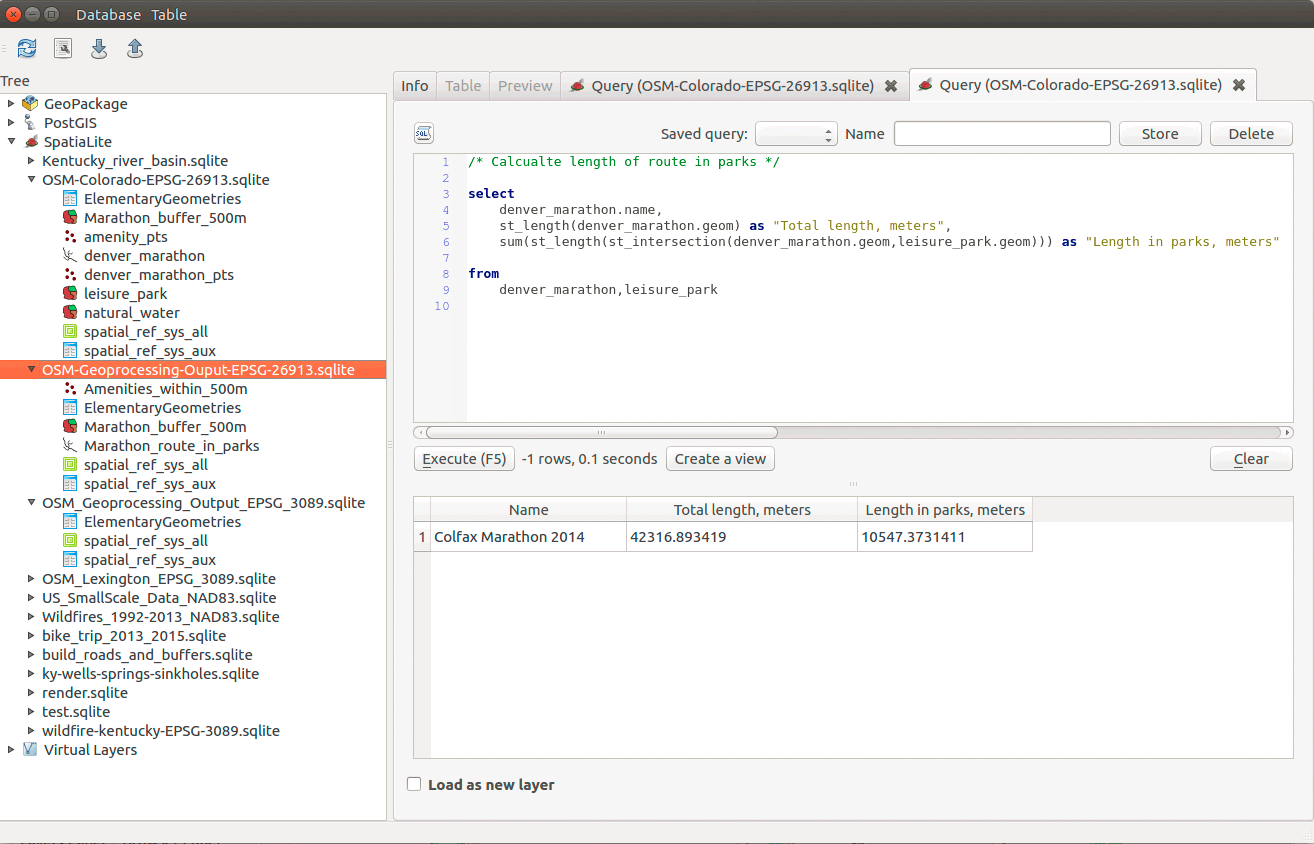 Database Table
Tree
GeoPackage
PostGIS
SpatiaLite
Kentucky_river_basin.sqlite
OSM-Colorado-EPSG-26913.sqlite
ElementaryGeometries
Marathon_buffer_500m
amenity_pts
denver_marathon
denver_marathon_pts
leisure_park
natural_water
spatial_ref_sys_all
spatial_ref_sys_aux
OSM-Geoprocessing-Ouput-EPSG-26913.sqlite
Amenities_within_500m
ElementaryGeometries
Marathon_buffer_500m
Marathon_route_in_parks
spatial_ref_sys_all
spatial_ref_sys_aux
OSM_Geoprocessing_Output_EPSG_3089.sqlite
ElementaryGeometries
spatial_ref_sys_all
spatial_ref_sys_aux
OSM_Lexington_EPSG_3089.sqlite
US_SmallScale_Data_NAD83.sqlite
Wildfires_1992-2013_NAD83.sqlite
bike_trip_2013_2015.sqlite
build_roads_and_buffers.sqlite
ky-wells-springs-sinkholes.sqlite
render.sqlite
test.sqlite
wildfire-kentucky-EPSG-3089.sqlite
Virtual Layers
Info Table Preview Query (OSM-Colorado-EPSG-26913.sqlite) Query (OSM-Colorado-EPSG-26913.sqlite)
SQL Saved query: Name Store Delete
1 /* Calcualte length of route in parks */
2
3 select
4 denver_marathon.name,
5 st_length(denver_marathon.geom) as "Total length, meters",
6 sum(st_length(st_intersection(denver_marathon.geom,leisure_park.geom))) as "Length in parks, meters"
7
8 from
9 denver_marathon,leisure_park
10
Execute (F5) -1 rows, 0.1 seconds Create a view Clear
Name Total length, meters Length in parks, meters
1 Colfax Marathon 2014 42316.893419 10547.3731411
Load as new layer